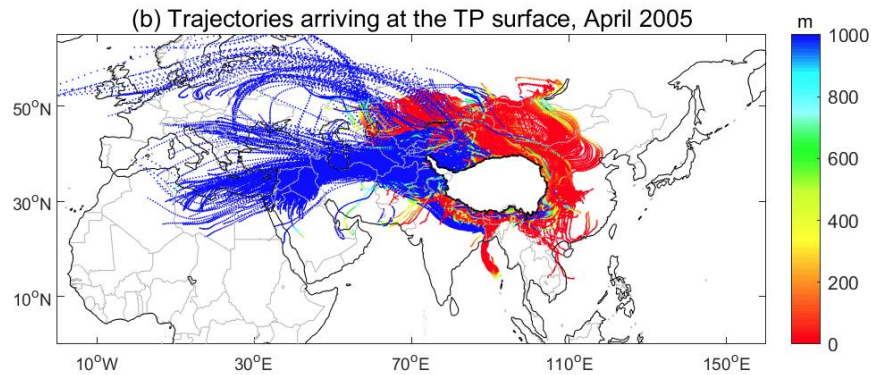 (b) Trajectories arriving at the TP surface, April 2005
m
1000
800
600
400
200
0
50°N
30°N
10°N
10°W
30°E
70°E
110°E
150°E